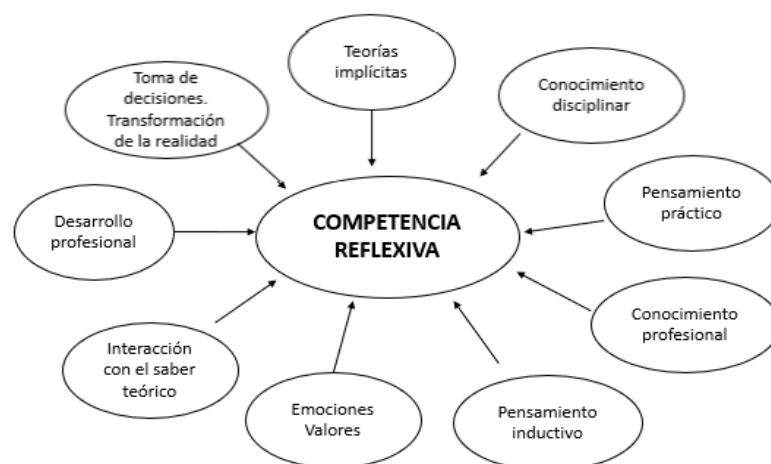 Teorías
implícitas
Toma de
decisiones.
Transformación
de la realidad
Conocimiento
disciplinar
Pensamiento
práctico
Desarrollo
profesional
COMPETENCIA
REFLEXIVA
Conocimiento
profesional
Interacción
con el saber
teórico
Emociones
Valores
Pensamiento
inductivo